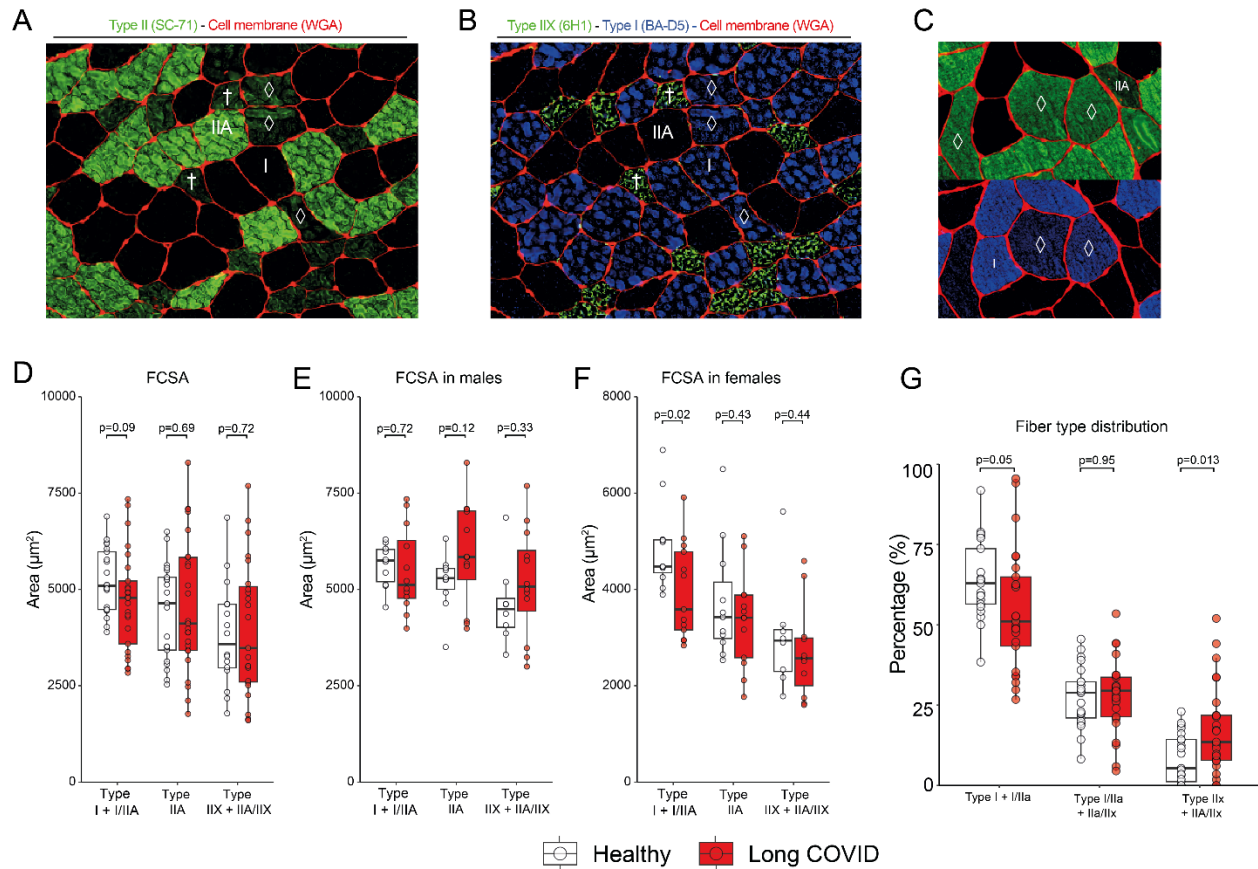 A
Type II (SC-71) - Cell membrane (WGA)
†
◊
◊
IIA
I
†
◊
B
Type IIX (6H1) - Type I (BA-D5) - Cell membrane (WGA)
†
◊
◊
IIA
I
†
◊
C
IIA
◊
◊
◊
I
◊
◊
D
FCSA
10000
7500
5000
2500
0
Area (µm²)
p=0.09
p=0.69
p=0.72
Type
I + I/IIA
Type
IIA
Type
IIX + IIA/IIX
E
FCSA in males
10000
7500
5000
2500
0
Area (µm²)
p=0.72
p=0.12
p=0.33
Type
I + I/IIA
Type
IIA
Type
IIX + IIA/IIX
F
FCSA in females
8000
6000
4000
2000
0
Area (µm²)
p=0.02
p=0.43
p=0.44
Type
I + I/IIA
Type
IIA
Type
IIX + IIA/IIX
G
Fiber type distribution
100
75
50
25
0
Percentage (%)
p=0.05
p=0.95
p=0.013
Type I + I/IIa
Type I/IIa
+ IIa/IIx
Type IIx
+ IIA/IIx
Healthy
Long COVID